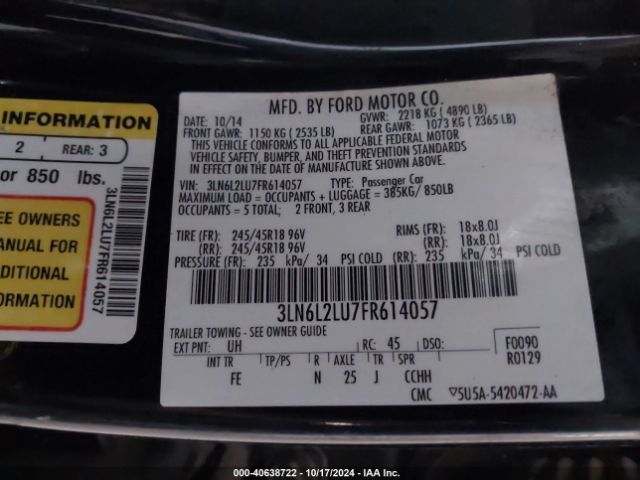 INFORMATION
2 REAR: 3
or 850 lbs.
EE OWNERS
ANUAL FOR
DDITIONAL
FORMATION
3LN6L2LU7FR614057
MFD. BY FORD MOTOR CO.
DATE: 10/14 GVWR: 2218 KG ( 4890 LB)
FRONT GAWR: 1150 KG ( 2535 LB) REAR GAWR: 1073 KG ( 2365 LB)
THIS VEHICLE CONFORMS TO ALL APPLICABLE FEDERAL MOTOR
VEHICLE SAFETY, BUMPER, AND THEFT PREVENTION STANDARDS
IN EFFECT ON THE DATE OF MANUFACTURE SHOWN ABOVE.
VIN: 3LN6L2LU7FR614057 TYPE: Passenger Car
MAXIMUM LOAD = OCCUPANTS + LUGGAGE = 385KG/ 850LB
OCCUPANTS = 5 TOTAL; 2 FRONT, 3 REAR
TIRE (FR): 245/45R18 96V RIMS (FR): 18x8.0J
(RR): 245/45R18 96V (RR): 18x8.0J
PRESSURE (FR): 235 kPa/ 34 PSI COLD (RR): 235 kPa/ 34 PSI COLD
3LN6L2LU7FR614057
TRAILER TOWING - SEE OWNER GUIDE
EXT PNT: UH RC: 45 DSO: F0090
INT TR TP/PS R AXLE TR SPR R0129
FE N 25 J CCHH
CMC ▽5U5A-5420472-AA
000-40638722 - 10/17/2024 - IAA Inc.